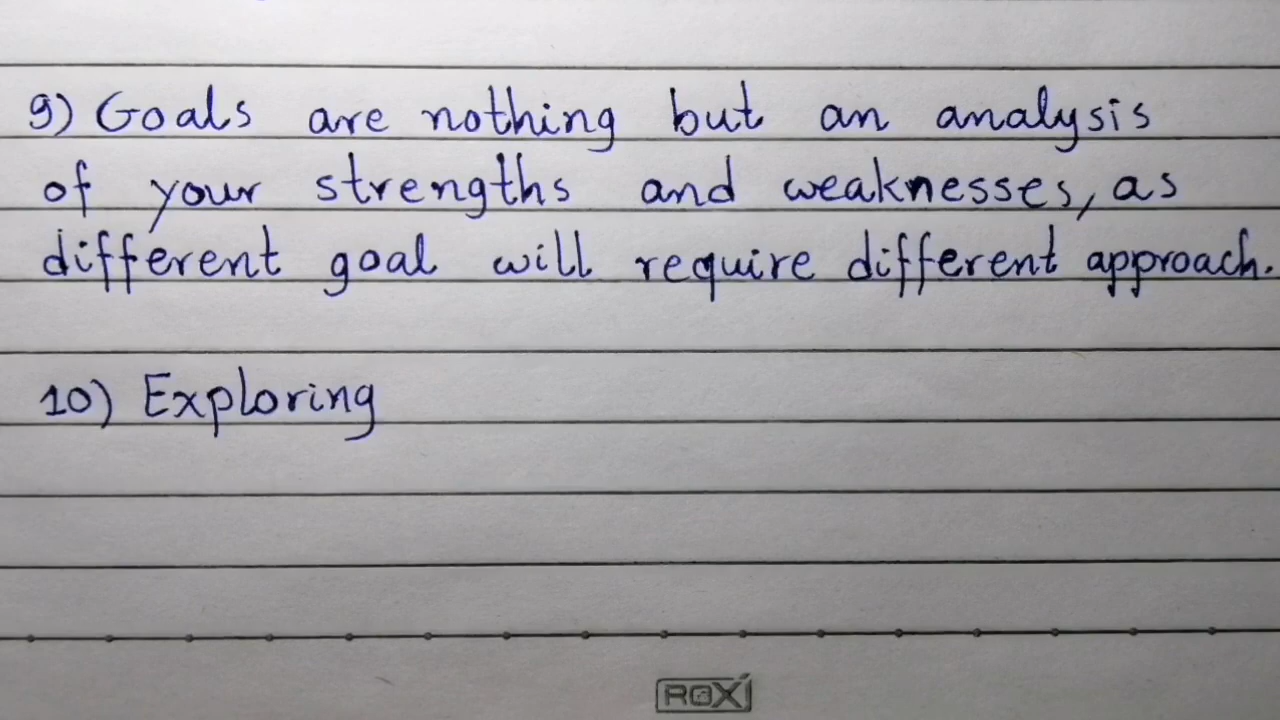 9) Goals are nothing but an analysis
of your strengths and weaknesses, as
different goal will require different approach.
10) Exploring
ROXI